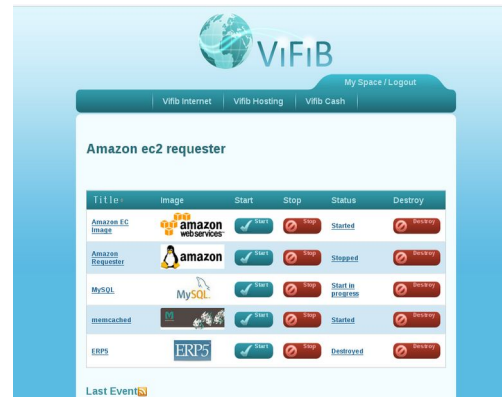 ViFiB
My Space / Logout
Vifib Internet Vifib Hosting Vifib Cash
Amazon ec2 requester
Title Image Start Stop Status Destroy
Amazon EC Image amazon webservices Start Stop Started Destroy
Amazon Requester amazon Start Stop Stopped Destroy
MySQL MySQL Start Stop Start in progress Destroy
memcached M Start Stop Started Destroy
ERP5 ERP5 Start Stop Destroyed Destroy
Last Event